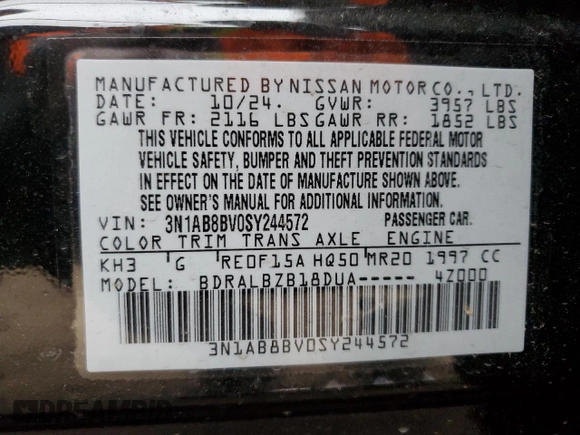 MANUFACTURED BY NISSAN MOTOR CO., LTD.
DATE: 10/24. GVWR: 3957 LBS
GAWR FR: 2116 LBS GAWR RR: 1852 LBS
THIS VEHICLE CONFORMS TO ALL APPLICABLE FEDERAL MOTOR
VEHICLE SAFETY, BUMPER AND THEFT PREVENTION STANDARDS
IN EFFECT ON THE DATE OF MANUFACTURE SHOWN ABOVE.
SEE OWNER'S MANUAL FOR ADDITIONAL INFORMATION.
VIN: 3N1AB8BV0SY244572 PASSENGER CAR.
COLOR TRIM TRANS AXLE ENGINE
KH3 G RE0F15A HQ50 MR20 1997 CC
MODEL: BDRALBZB18DUA----- 4Z000
3N1AB8BV0SY244572